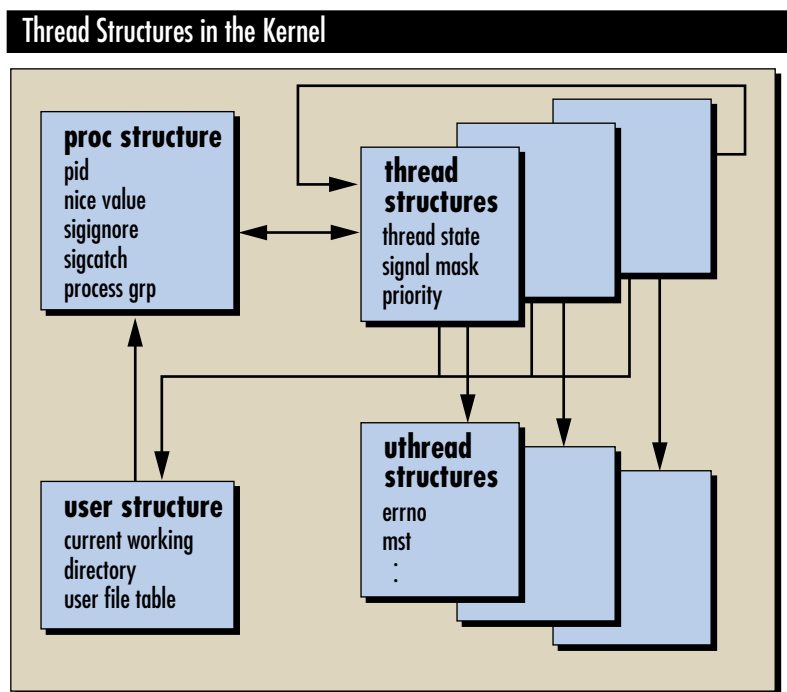 Thread Structures in the Kernel
proc structure
pid
nice value
sigignore
sigcatch
process grp
thread
structures
thread state
signal mask
priority
user structure
current working
directory
user file table
uthread
structures
errno
mst
: